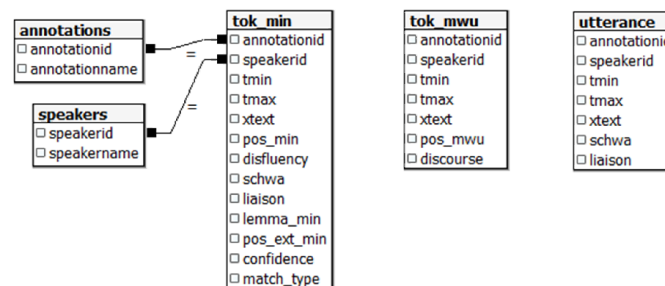 annotations
annotationid
annotationname
speakers
speakerid
speakername
=
=
tok_min
annotationid
speakerid
tmin
tmax
xtext
pos_min
disfluency
schwa
liaison
lemma_min
pos_ext_min
confidence
match_type
tok_mwu
annotationid
speakerid
tmin
tmax
xtext
pos_mwu
discourse
utterance
annotationid
speakerid
tmin
tmax
xtext
schwa
liaison